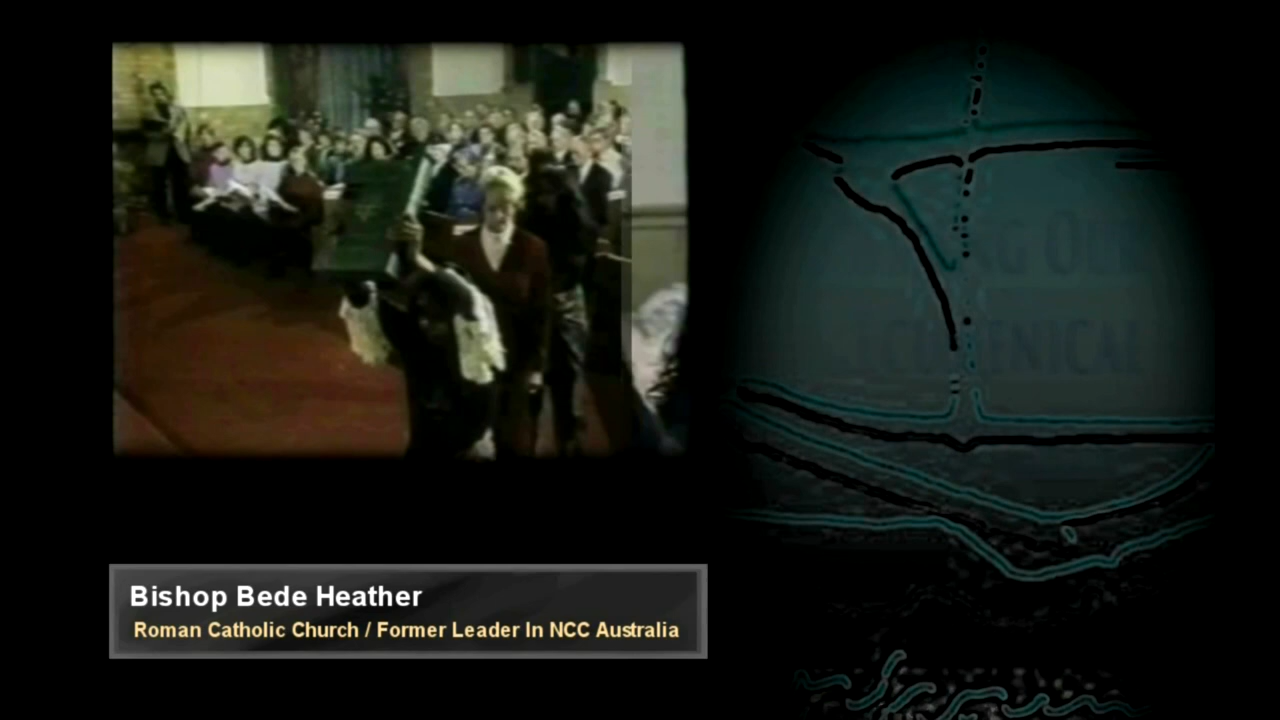 Bishop Bede Heather
Roman Catholic Church / Former Leader In NCC Australia